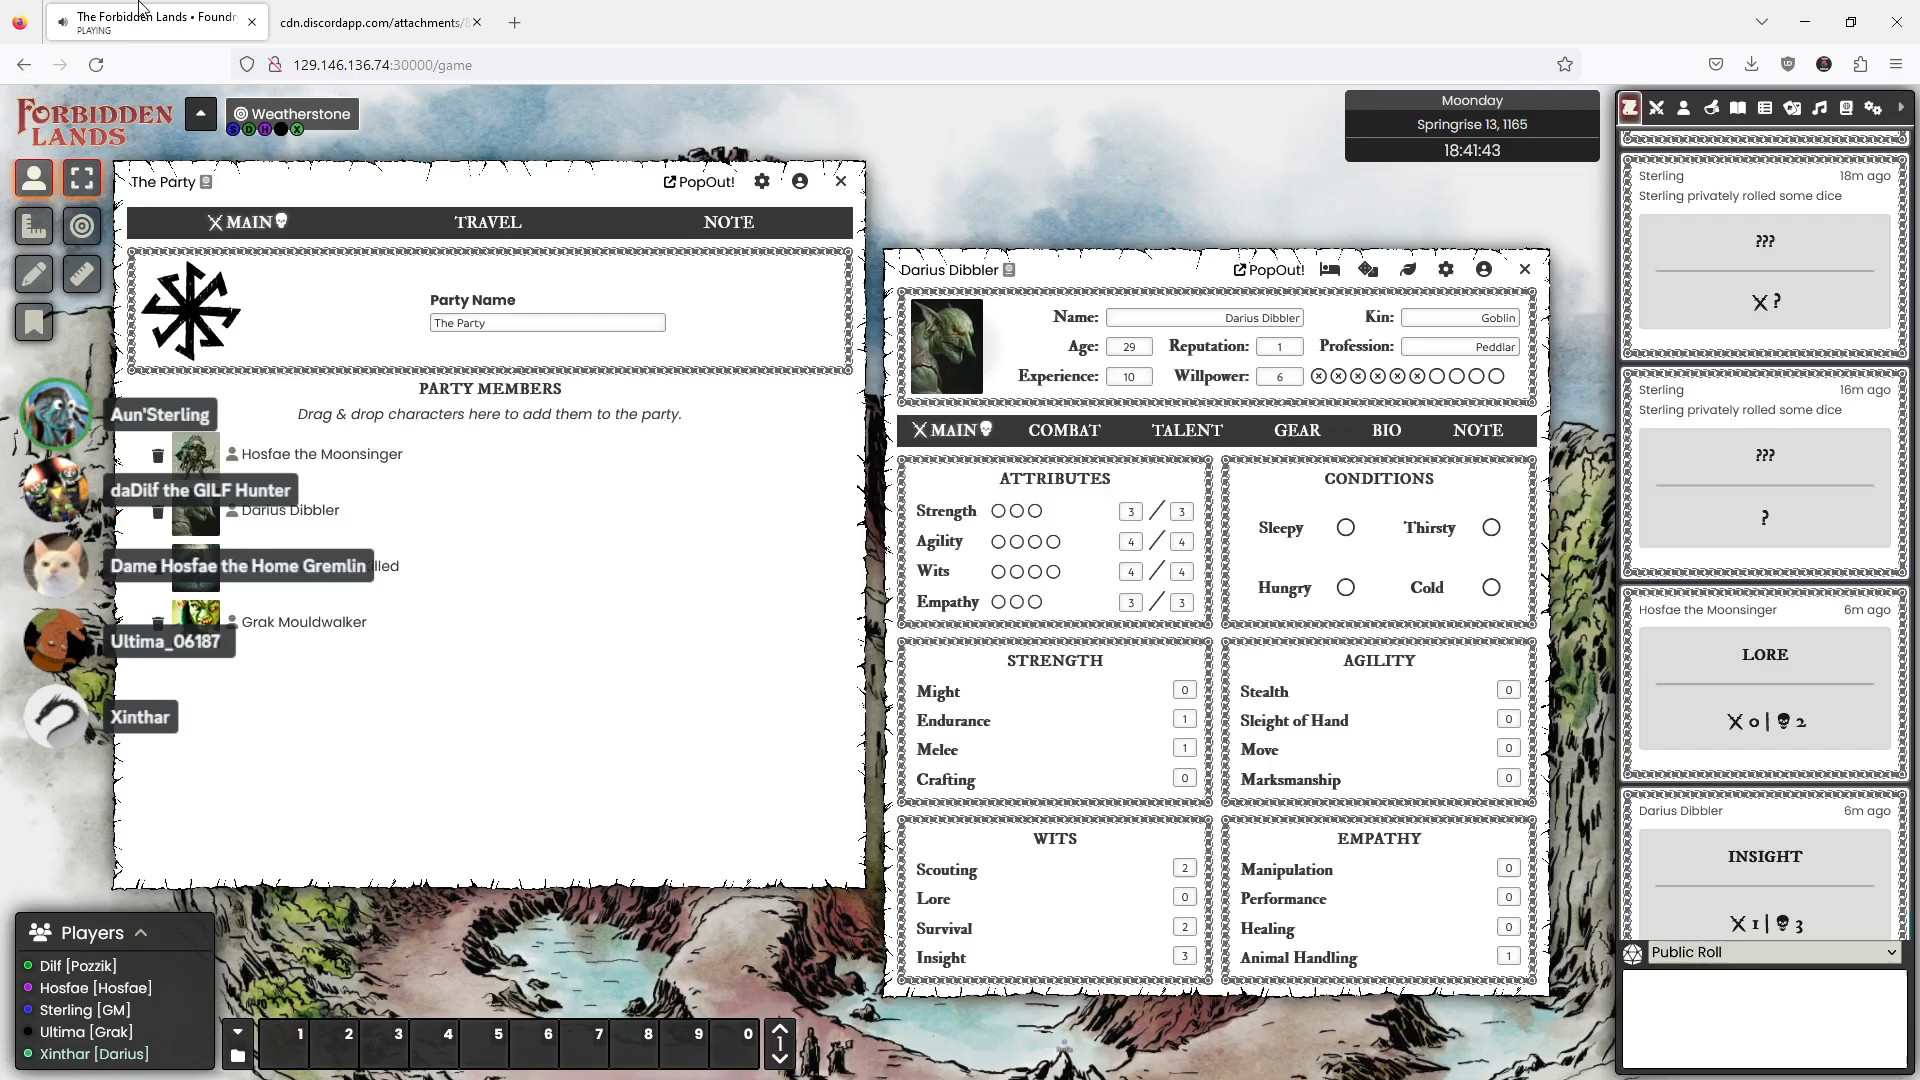 The Forbidden Lands • Foundr
PLAYING
cdn.discordapp.com/attachments/
129.146.136.74:30000/game
FORBIDDEN
LANDS
Weatherstone
S D H X
Moonday
Springrise 13, 1165
18:41:43
The Party
PopOut!
MAIN TRAVEL NOTE
Party Name
The Party
PARTY MEMBERS
Drag & drop characters here to add them to the party.
Aun'Sterling
Hosfae the Moonsinger
daDilf the GILF Hunter
Darius Dibbler
Dame Hosfae the Home Gremlin
lled
Grak Mouldwalker
Ultima_06187
Xinthar
Darius Dibbler
PopOut!
Name: Darius Dibbler Kin: Goblin
Age: 29 Reputation: 1 Profession: Peddlar
Experience: 10 Willpower: 6
MAIN COMBAT TALENT GEAR BIO NOTE
ATTRIBUTES
Strength 3 / 3
Agility 4 / 4
Wits 4 / 4
Empathy 3 / 3
CONDITIONS
Sleepy Thirsty
Hungry Cold
STRENGTH
Might 0
Endurance 1
Melee 1
Crafting 0
AGILITY
Stealth 0
Sleight of Hand 0
Move 0
Marksmanship 0
WITS
Scouting 2
Lore 0
Survival 2
Insight 3
EMPATHY
Manipulation 0
Performance 0
Healing 0
Animal Handling 1
Sterling 18m ago
Sterling privately rolled some dice
???
?
Sterling 16m ago
Sterling privately rolled some dice
???
?
Hosfae the Moonsinger 6m ago
LORE
0 | 2
Darius Dibbler 6m ago
INSIGHT
1 | 3
Public Roll
Players
Dilf [Pozzik]
Hosfae [Hosfae]
Sterling [GM]
Ultima [Grak]
Xinthar [Darius]
1 2 3 4 5 6 7 8 9 0
1